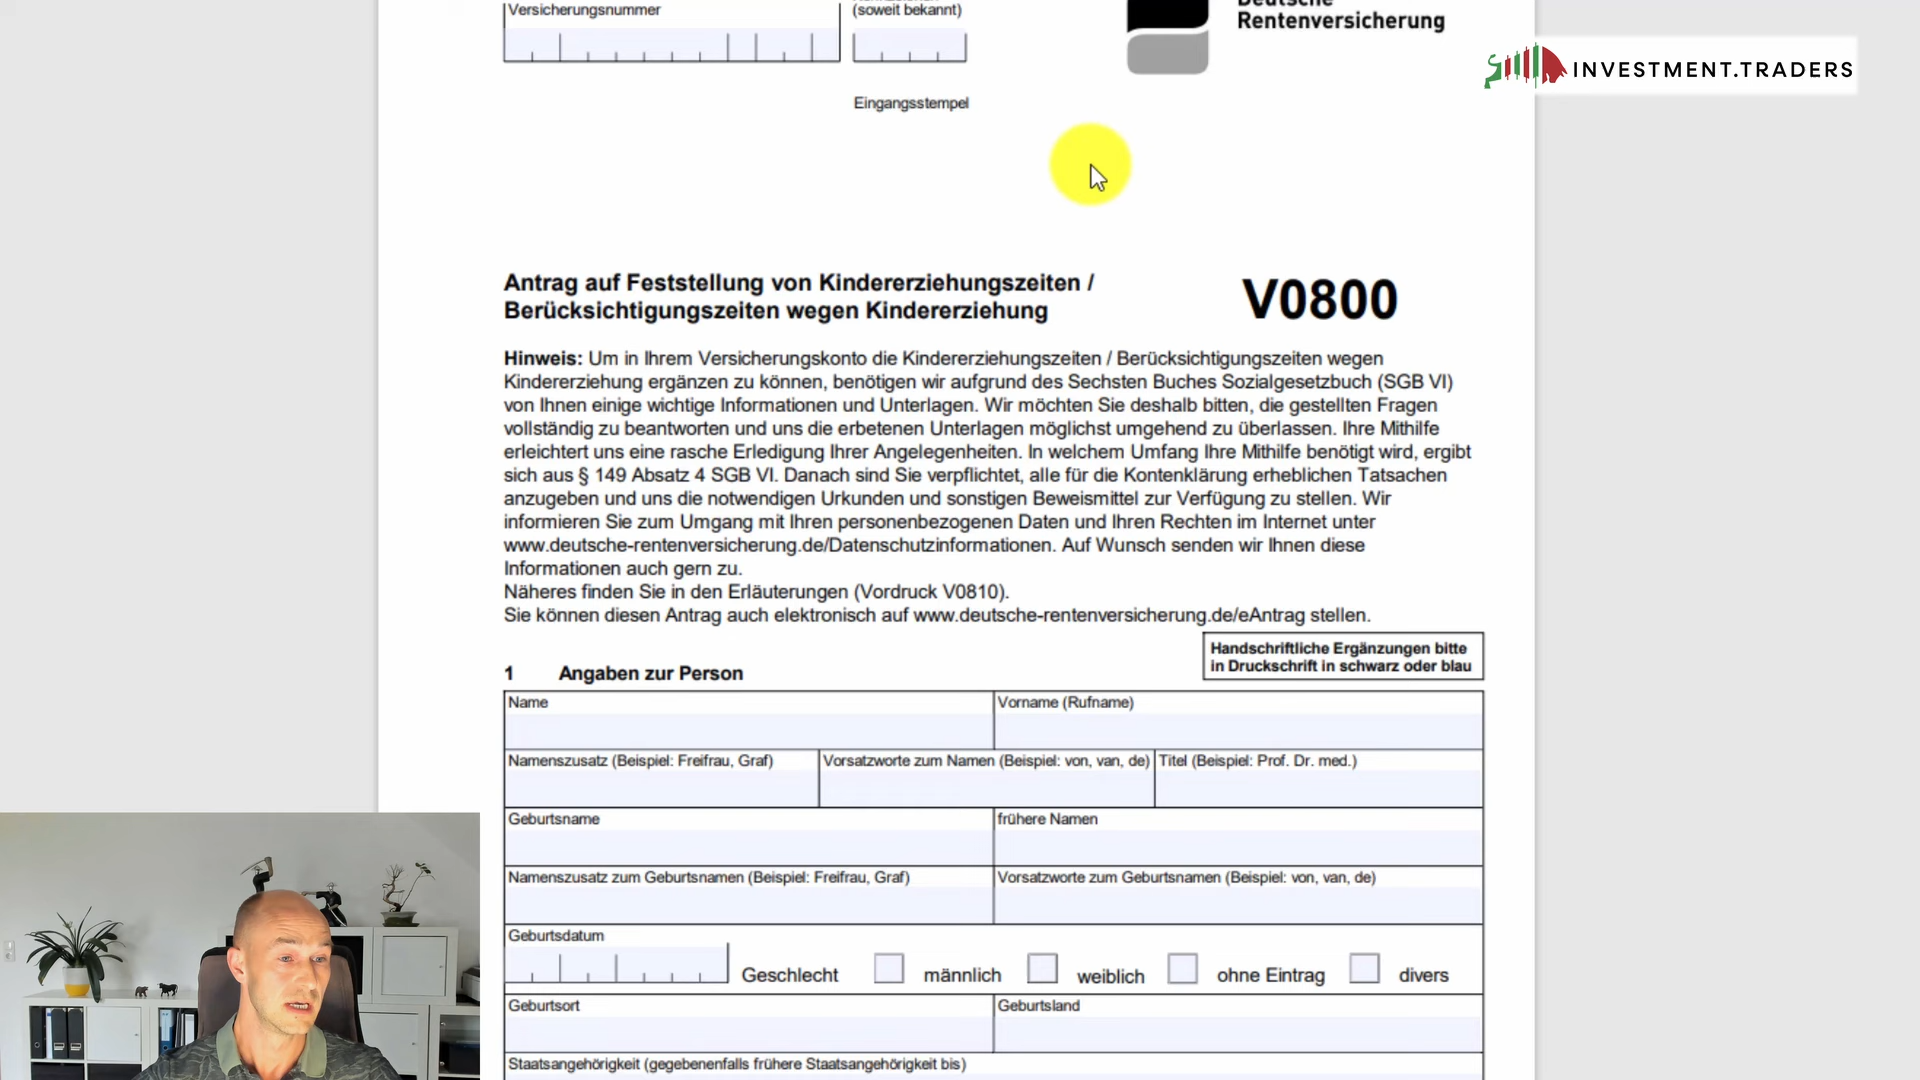 Versicherungsnummer
(soweit bekannt)
Deutsche
Rentenversicherung
INVESTMENT.TRADERS
Eingangsstempel
Antrag auf Feststellung von Kindererziehungszeiten /
Berücksichtigungszeiten wegen Kindererziehung
V0800
Hinweis: Um in Ihrem Versicherungskonto die Kindererziehungszeiten / Berücksichtigungszeiten wegen
Kindererziehung ergänzen zu können, benötigen wir aufgrund des Sechsten Buches Sozialgesetzbuch (SGB VI)
von Ihnen einige wichtige Informationen und Unterlagen. Wir möchten Sie deshalb bitten, die gestellten Fragen
vollständig zu beantworten und uns die erbetenen Unterlagen möglichst umgehend zu überlassen. Ihre Mithilfe
erleichtert uns eine rasche Erledigung Ihrer Angelegenheiten. In welchem Umfang Ihre Mithilfe benötigt wird, ergibt
sich aus § 149 Absatz 4 SGB VI. Danach sind Sie verpflichtet, alle für die Kontenklärung erheblichen Tatsachen
anzugeben und uns die notwendigen Urkunden und sonstigen Beweismittel zur Verfügung zu stellen. Wir
informieren Sie zum Umgang mit Ihren personenbezogenen Daten und Ihren Rechten im Internet unter
www.deutsche-rentenversicherung.de/Datenschutzinformationen. Auf Wunsch senden wir Ihnen diese
Informationen auch gern zu.
Näheres finden Sie in den Erläuterungen (Vordruck V0810).
Sie können diesen Antrag auch elektronisch auf www.deutsche-rentenversicherung.de/eAntrag stellen.
Handschriftliche Ergänzungen bitte
in Druckschrift in schwarz oder blau
1 Angaben zur Person
Name
Vorname (Rufname)
Namenszusatz (Beispiel: Freifrau, Graf)
Vorsatzworte zum Namen (Beispiel: von, van, de)
Titel (Beispiel: Prof. Dr. med.)
Geburtsname
frühere Namen
Namenszusatz zum Geburtsnamen (Beispiel: Freifrau, Graf)
Vorsatzworte zum Geburtsnamen (Beispiel: von, van, de)
Geburtsdatum
Geschlecht männlich weiblich ohne Eintrag divers
Geburtsort
Geburtsland
Staatsangehörigkeit (gegebenenfalls frühere Staatsangehörigkeit bis)